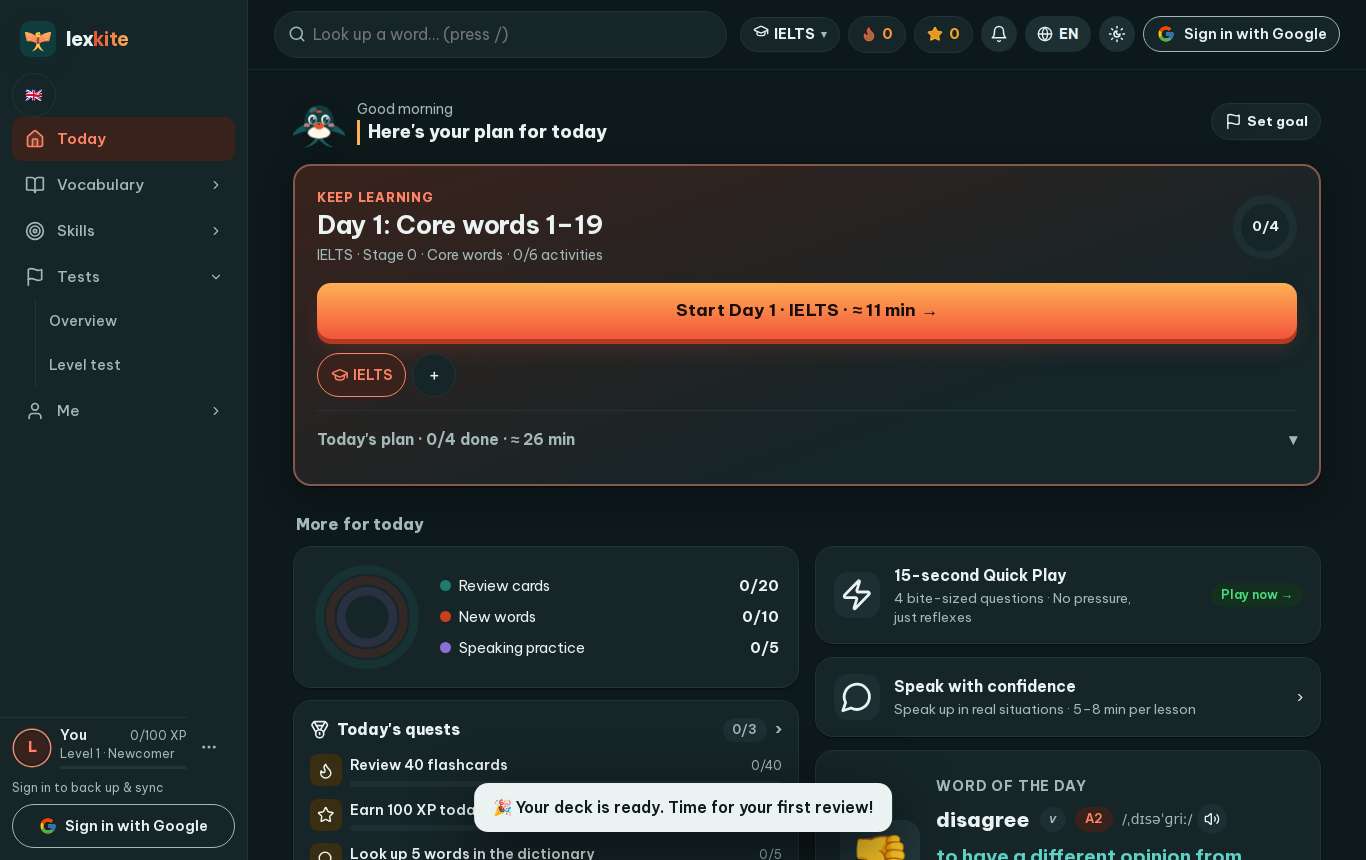 lexkite
Look up a word... (press /)
IELTS ▾
0
0
EN
Sign in with Google
Today
Vocabulary
Skills
Tests
Overview
Level test
Me
Good morning
Here's your plan for today
Set goal
KEEP LEARNING
Day 1: Core words 1–19
IELTS · Stage 0 · Core words · 0/6 activities
0/4
Start Day 1 · IELTS · ≈ 11 min →
IELTS
+
Today's plan · 0/4 done · ≈ 26 min
More for today
Review cards 0/20
New words 0/10
Speaking practice 0/5
15-second Quick Play
4 bite-sized questions · No pressure,
just reflexes
Play now →
Speak with confidence
Speak up in real situations · 5–8 min per lesson
Today's quests 0/3
Review 40 flashcards 0/40
Earn 100 XP toda
Look up 5 words in the dictionary 0/5
WORD OF THE DAY
disagree v A2 /ˌdɪsəˈɡriː/
to have a different opinion from
🎉 Your deck is ready. Time for your first review!
L
You 0/100 XP
Level 1 · Newcomer
Sign in to back up & sync
Sign in with Google